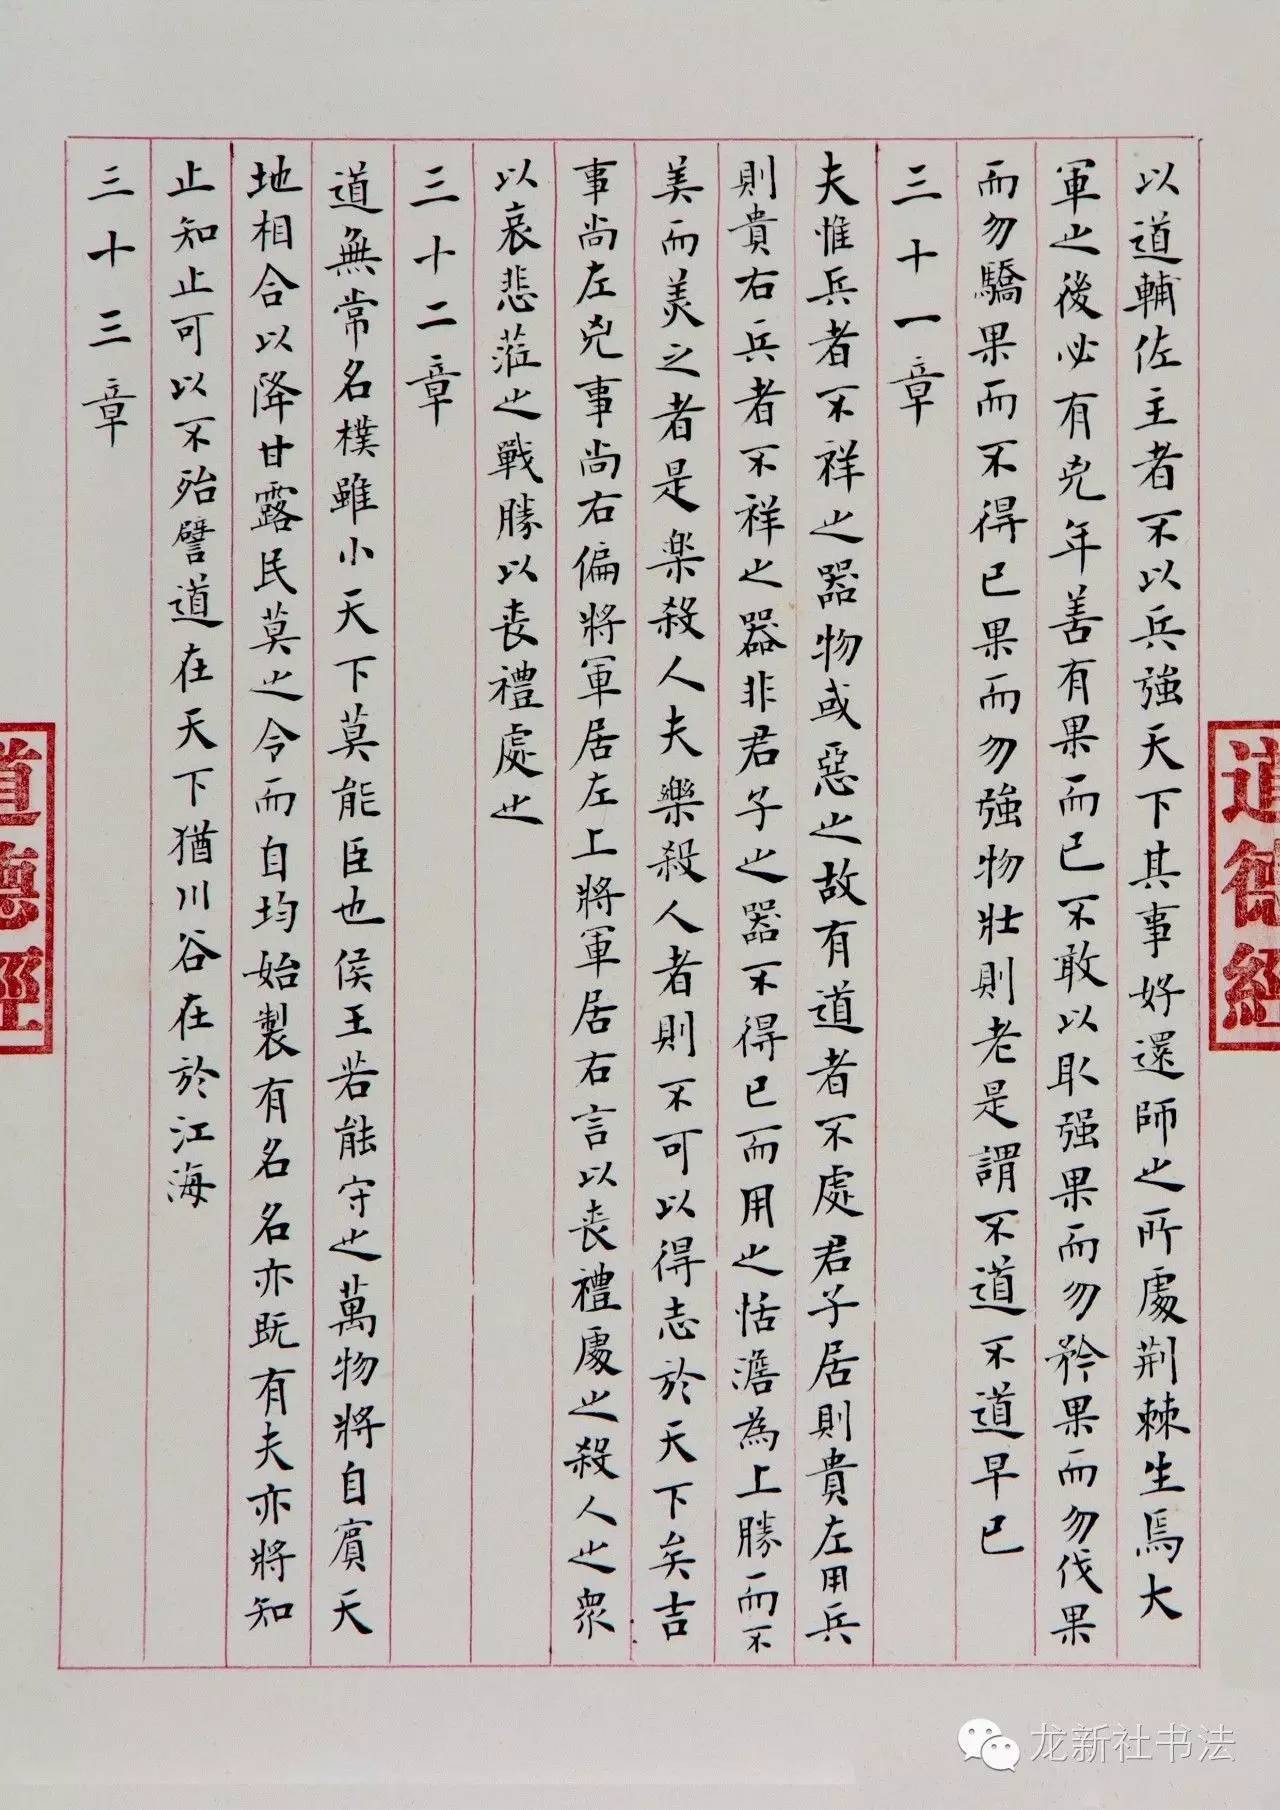 以道輔佐主者不以兵強天下其事好還師之所處荆棘生焉大
軍之後必有兇年善有果而已不敢以取强果而勿矜果而勿伐果
而勿驕果而不得已果而勿強物壯則老是謂不道不道早已
三十一章
夫惟兵者不祥之器物或惡之故有道者不處君子居則貴左用兵
則貴右兵者不祥之器非君子之器不得已而用之恬澹為上勝而不
美而美之者是楽殺人夫樂殺人者則不可以得志於天下矣吉
事尚左兇事尚右偏將軍居左上將軍居右言以喪禮處之殺人之衆
以哀悲蒞之戰勝以喪禮處之
三十二章
道無常名樸雖小天下莫能臣也侯王若能守之萬物將自賓天
地相合以降甘露民莫之令而自均始製有名名亦既有夫亦將知
止知止可以不殆譬道在天下猶川谷在於江海
三十三章
道德經
道德經
龙新社书法